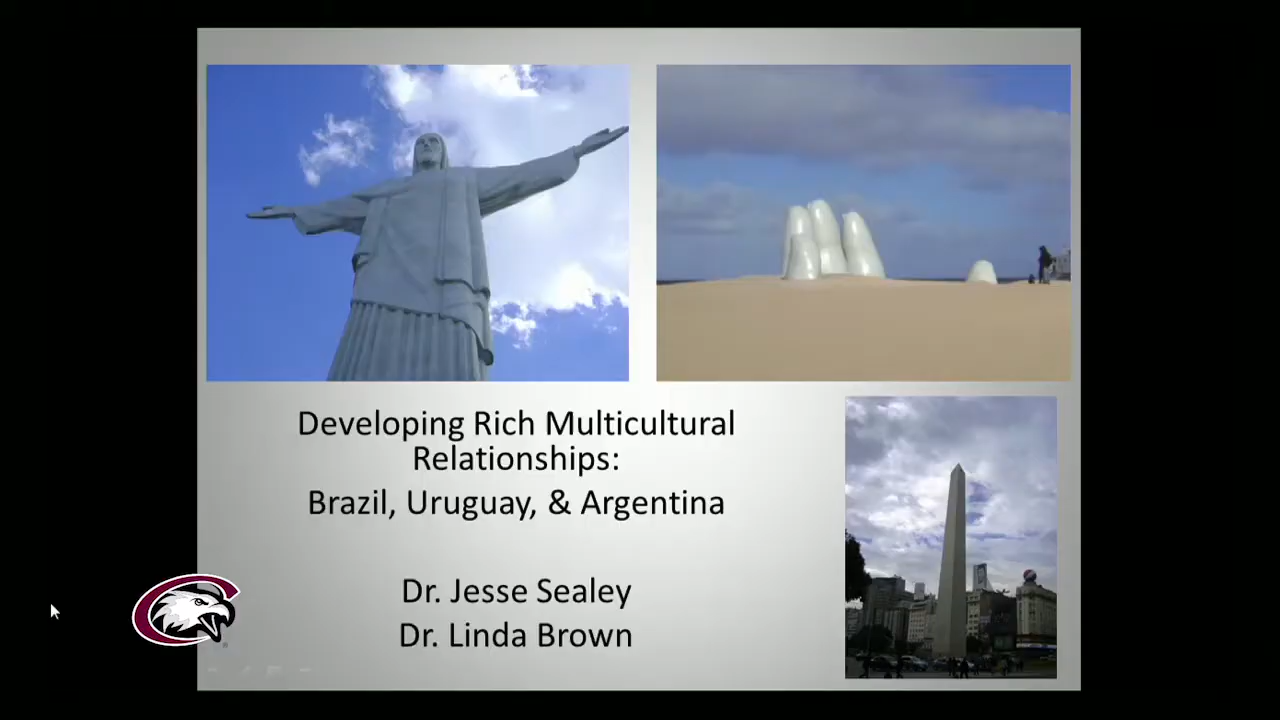 Developing Rich Multicultural
Relationships:
Brazil, Uruguay, & Argentina
Dr. Jesse Sealey
Dr. Linda Brown